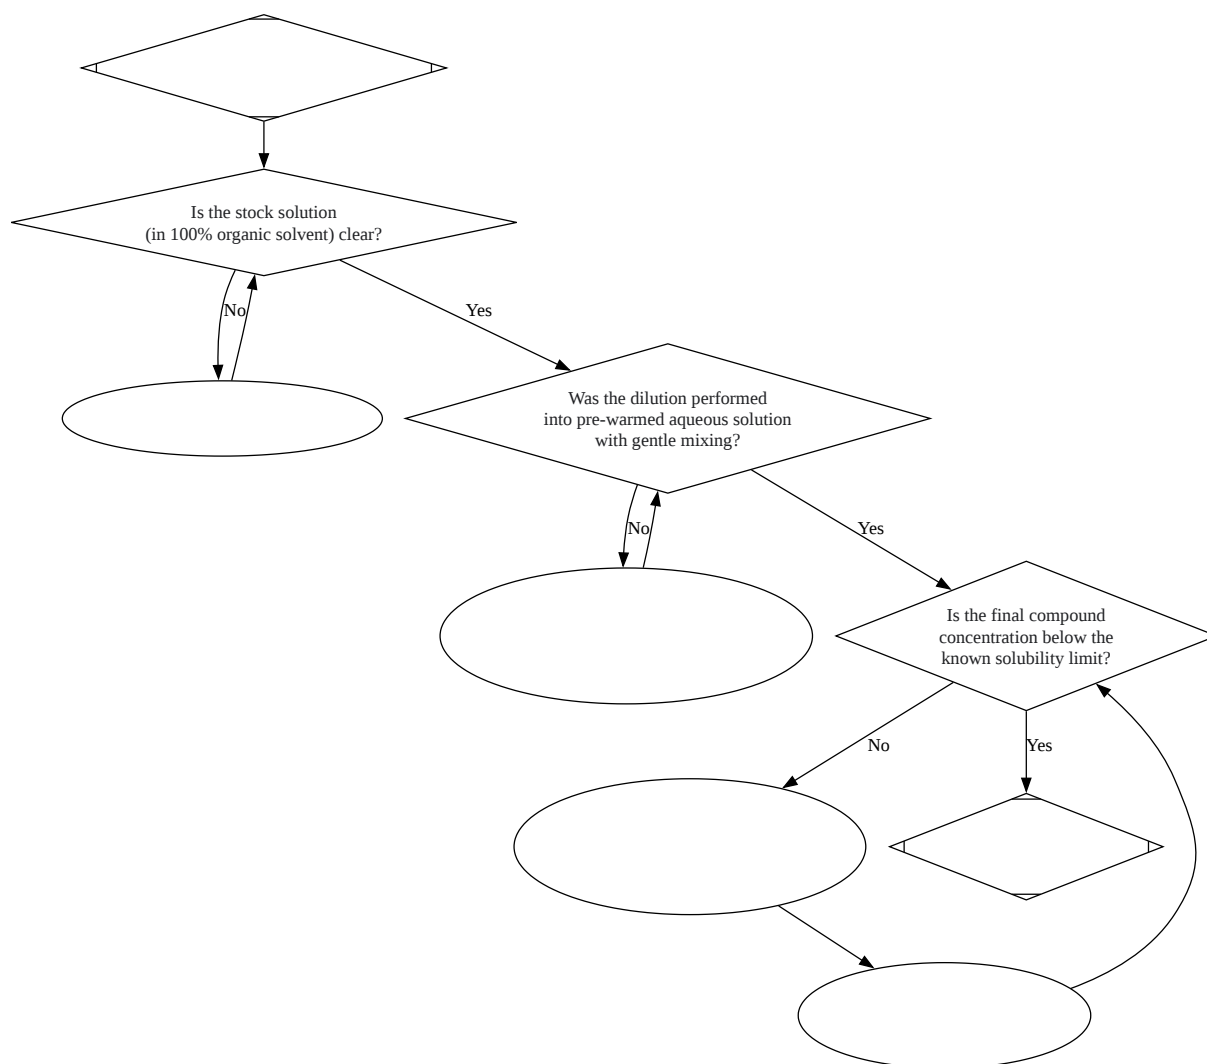 Is the stock solution
(in 100% organic solvent) clear?
No
Yes
Was the dilution performed
into pre-warmed aqueous solution
with gentle mixing?
No
Yes
Is the final compound
concentration below the
known solubility limit?
No
Yes